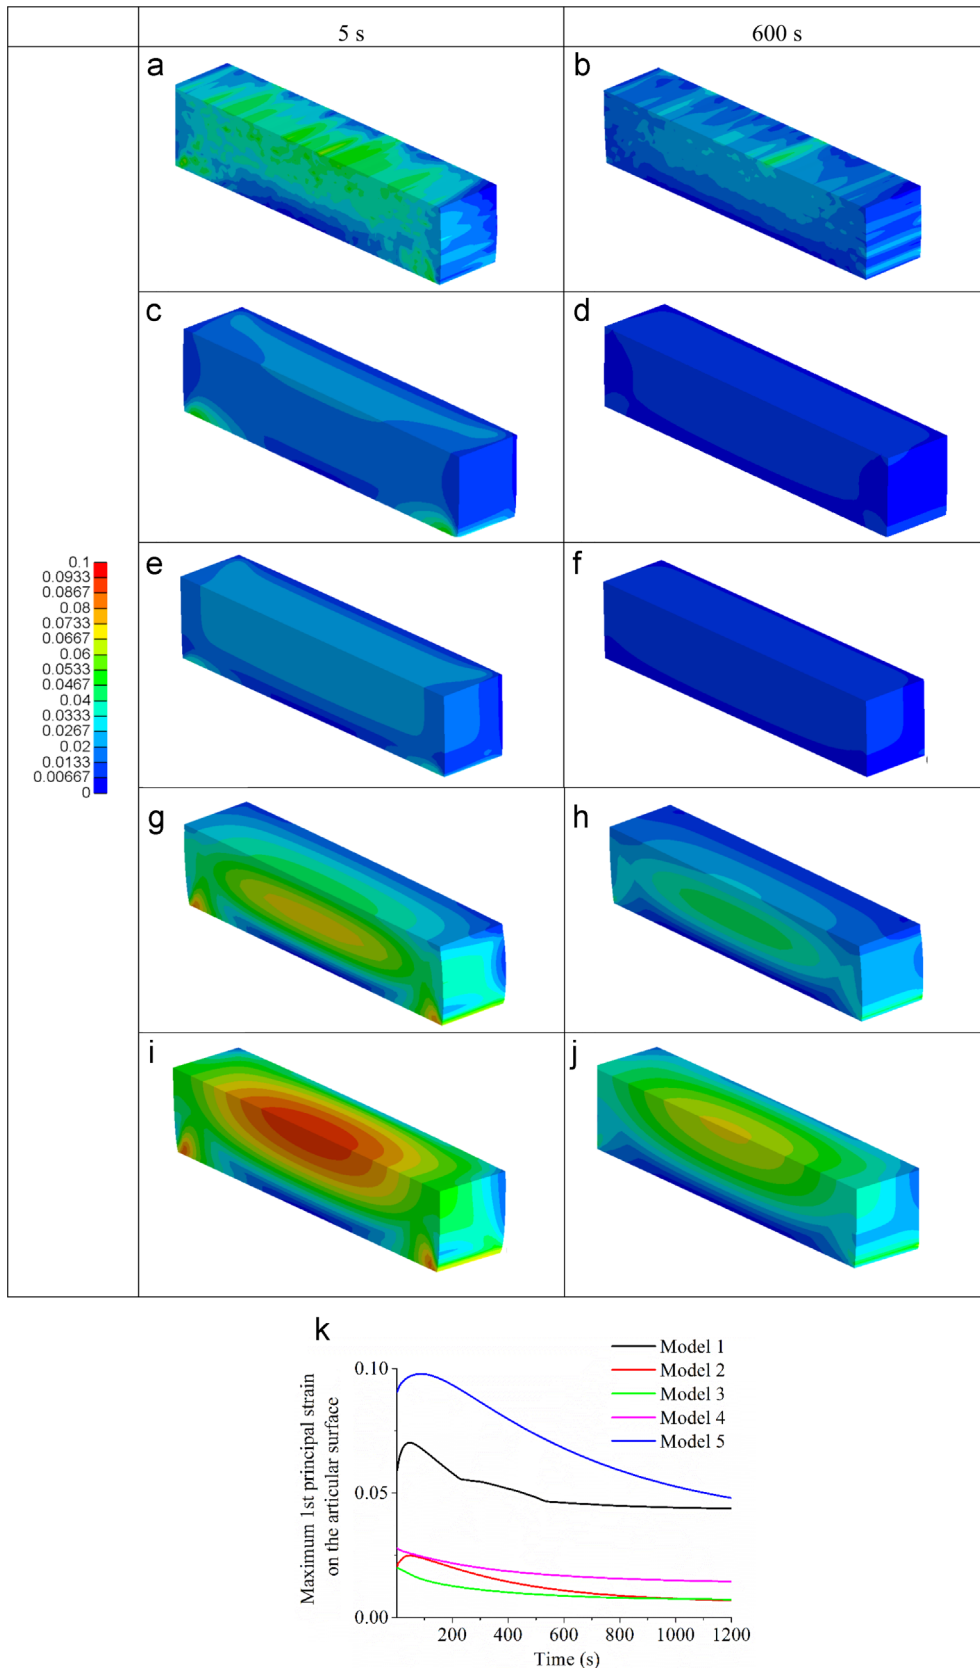 5 s
600 s
a
b
c
d
e
f
0.1
0.0933
0.0867
0.08
0.0733
0.0667
0.06
0.0533
0.0467
0.04
0.0333
0.0267
0.02
0.0133
0.00667
0
g
h
i
j
k
Model 1
Model 2
Model 3
Model 4
Model 5
0.10
0.05
0.00
Maximum 1st principal strain
on the articular surface
200
400
600
800
1000
1200
Time (s)